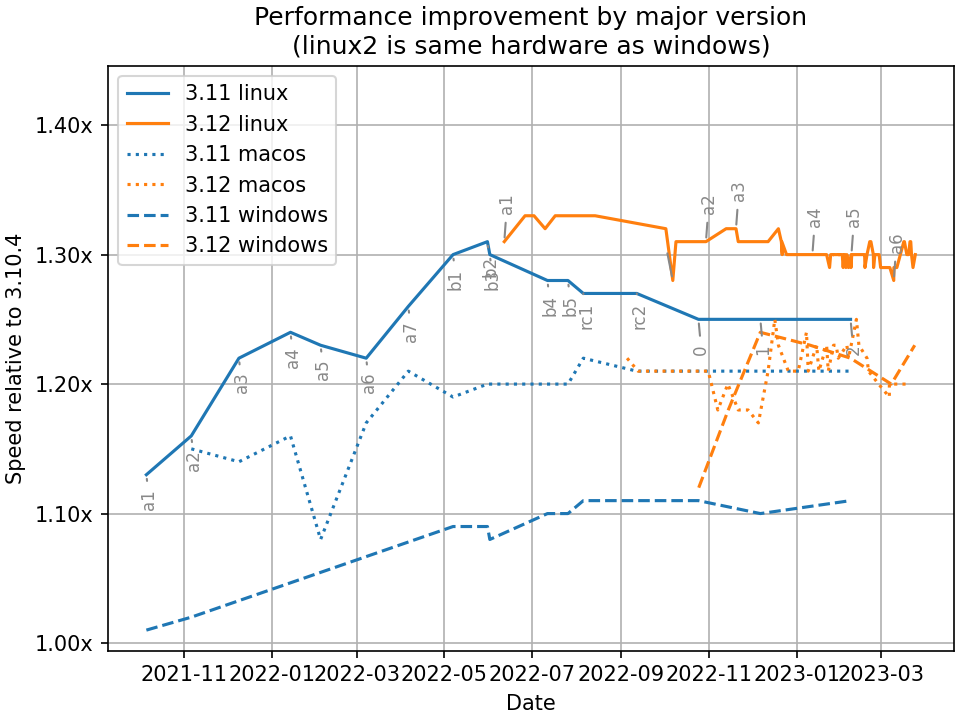 Performance improvement by major version
(linux2 is same hardware as windows)
3.11 linux
3.12 linux
3.11 macos
3.12 macos
3.11 windows
3.12 windows
Speed relative to 3.10.4
1.40x
1.30x
1.20x
1.10x
1.00x
a1
a2
a3
a4
a5
a6
a7
b1
b2
b3
b4
b5
rc1
rc2
0
1
2
a1
a2
a3
a4
a5
a6
2021-11
2022-01
2022-03
2022-05
2022-07
2022-09
2022-11
2023-01
2023-03
Date